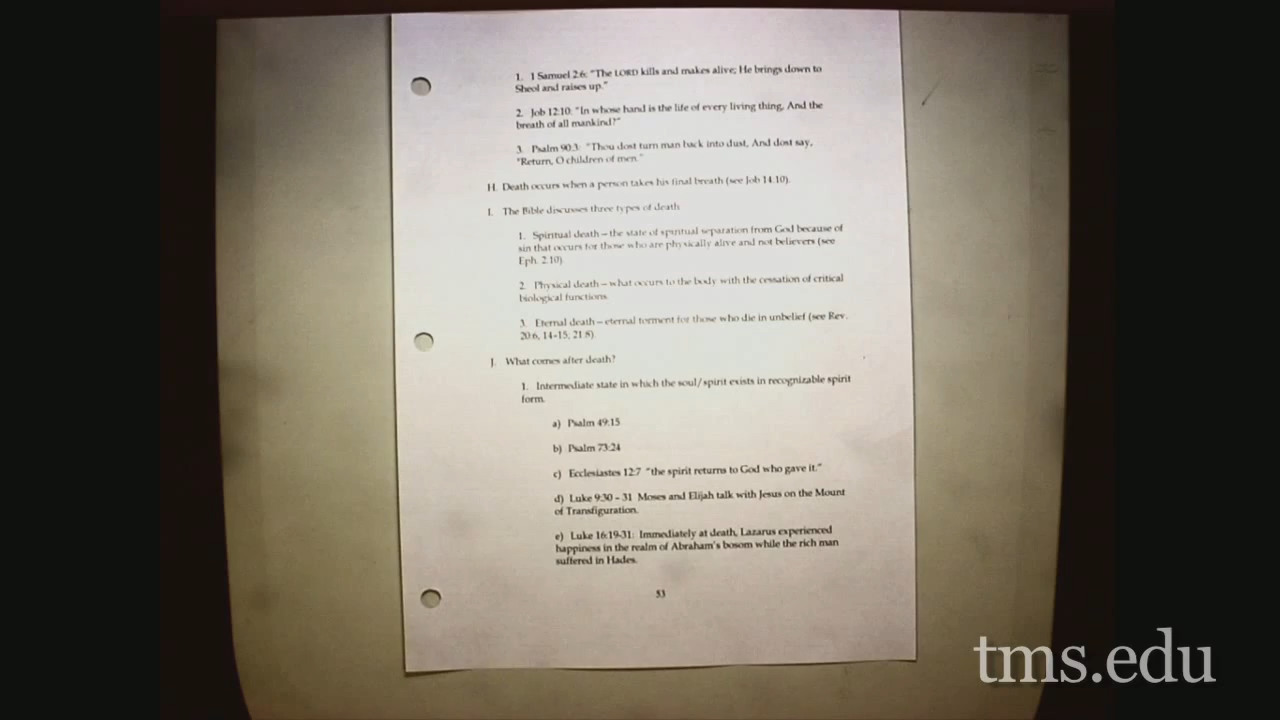 1. 1 Samuel 2:6: "The LORD kills and makes alive; He brings down to
Sheol and raises up."
2. Job 12:10: "In whose hand is the life of every living thing, And the
breath of all mankind?"
3. Psalm 90:3: "Thou dost turn man back into dust, And dost say,
"Return, O children of men."
H. Death occurs when a person takes his final breath (see Job 14:10).
I. The Bible discusses three types of death
1. Spiritual death – the state of spiritual separation from God because of
sin that occurs for those who are physically alive and not believers (see
Eph. 2:10).
2. Physical death – what occurs to the body with the cessation of critical
biological functions.
3. Eternal death – eternal torment for those who die in unbelief (see Rev.
20:6, 14-15; 21:8).
J. What comes after death?
1. Intermediate state in which the soul/spirit exists in recognizable spirit
form.
a) Psalm 49:15
b) Psalm 73:24
c) Ecclesiastes 12:7 "the spirit returns to God who gave it."
d) Luke 9:30 – 31 Moses and Elijah talk with Jesus on the Mount
of Transfiguration.
e) Luke 16:19-31: Immediately at death, Lazarus experienced
happiness in the realm of Abraham's bosom while the rich man
suffered in Hades.
53
tms.edu